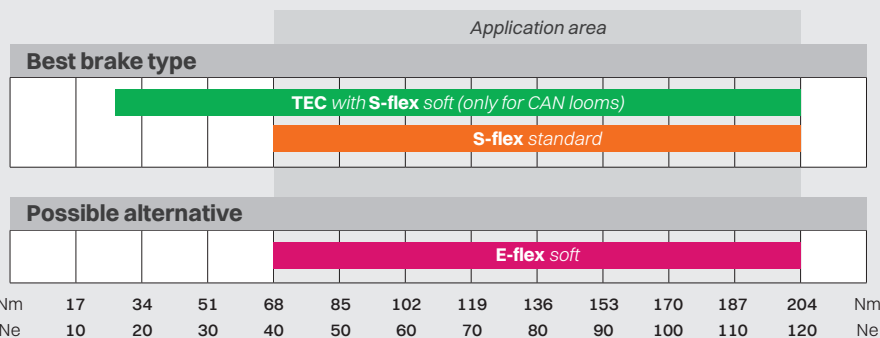 Application area
Best brake type
TEC with S-flex soft (only for CAN looms)
S-flex standard
Possible alternative
E-flex soft
Nm 17 34 51 68 85 102 119 136 153 170 187 204 Nm
Ne 10 20 30 40 50 60 70 80 90 100 110 120 Ne